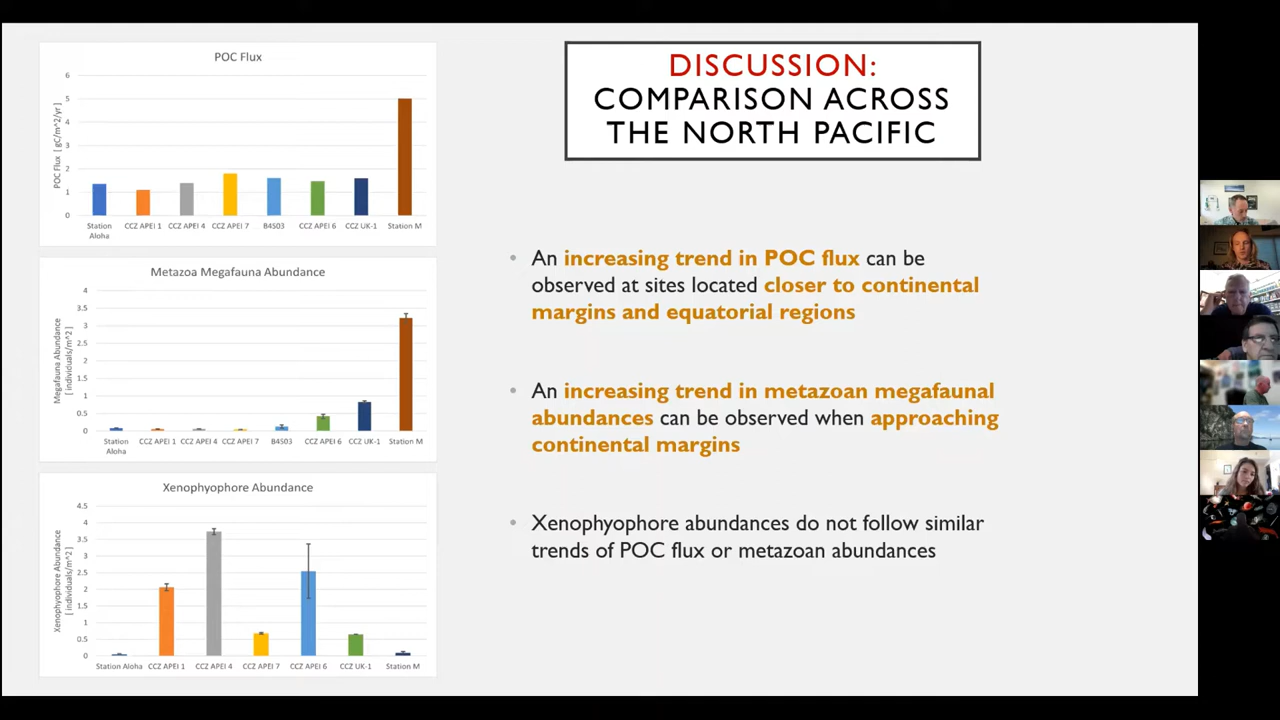 POC Flux
6
5
4
3
2
1
0
POC Flux [ gC/m^2/yr]
Station Aloha
CCZ APEI 1
CCZ APEI 4
CCZ APEI 7
B4S03
CCZ APEI 6
CCZ UK-1
Station M
Metazoa Megafauna Abundance
4
3.5
3
2.5
2
1.5
1
0.5
0
Megafauna Abundance
[ individuals/m^2]
Station Aloha
CCZ APEI 1
CCZ APEI 4
CCZ APEI 7
B4S03
CCZ APEI 6
CCZ UK-1
Station M
Xenophyophore Abundance
4.5
4
3.5
3
2.5
2
1.5
1
0.5
0
Xenophyophore Abundance
[ individuals/m^2]
Station Aloha
CCZ APEI 1
CCZ APEI 4
CCZ APEI 7
CCZ APEI 6
CCZ UK-1
Station M
DISCUSSION:
COMPARISON ACROSS
THE NORTH PACIFIC
• An increasing trend in POC flux can be
observed at sites located closer to continental
margins and equatorial regions
• An increasing trend in metazoan megafaunal
abundances can be observed when approaching
continental margins
• Xenophyophore abundances do not follow similar
trends of POC flux or metazoan abundances